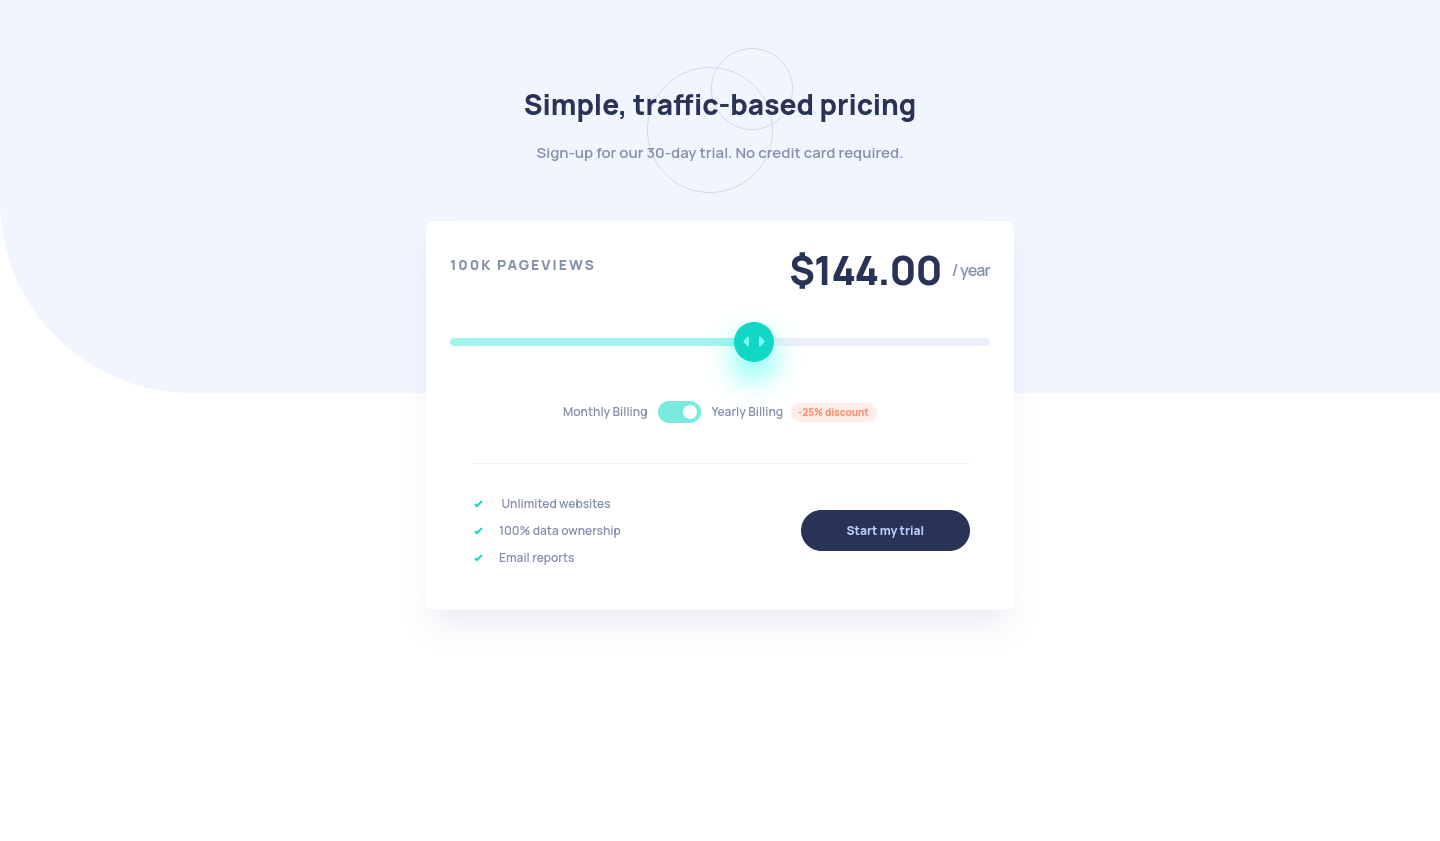 Simple, traffic-based pricing
Sign-up for our 30-day trial. No credit card required.
100K PAGEVIEWS
$144.00 / year
Monthly Billing
Yearly Billing
-25% discount
Unlimited websites
100% data ownership
Email reports
Start my trial